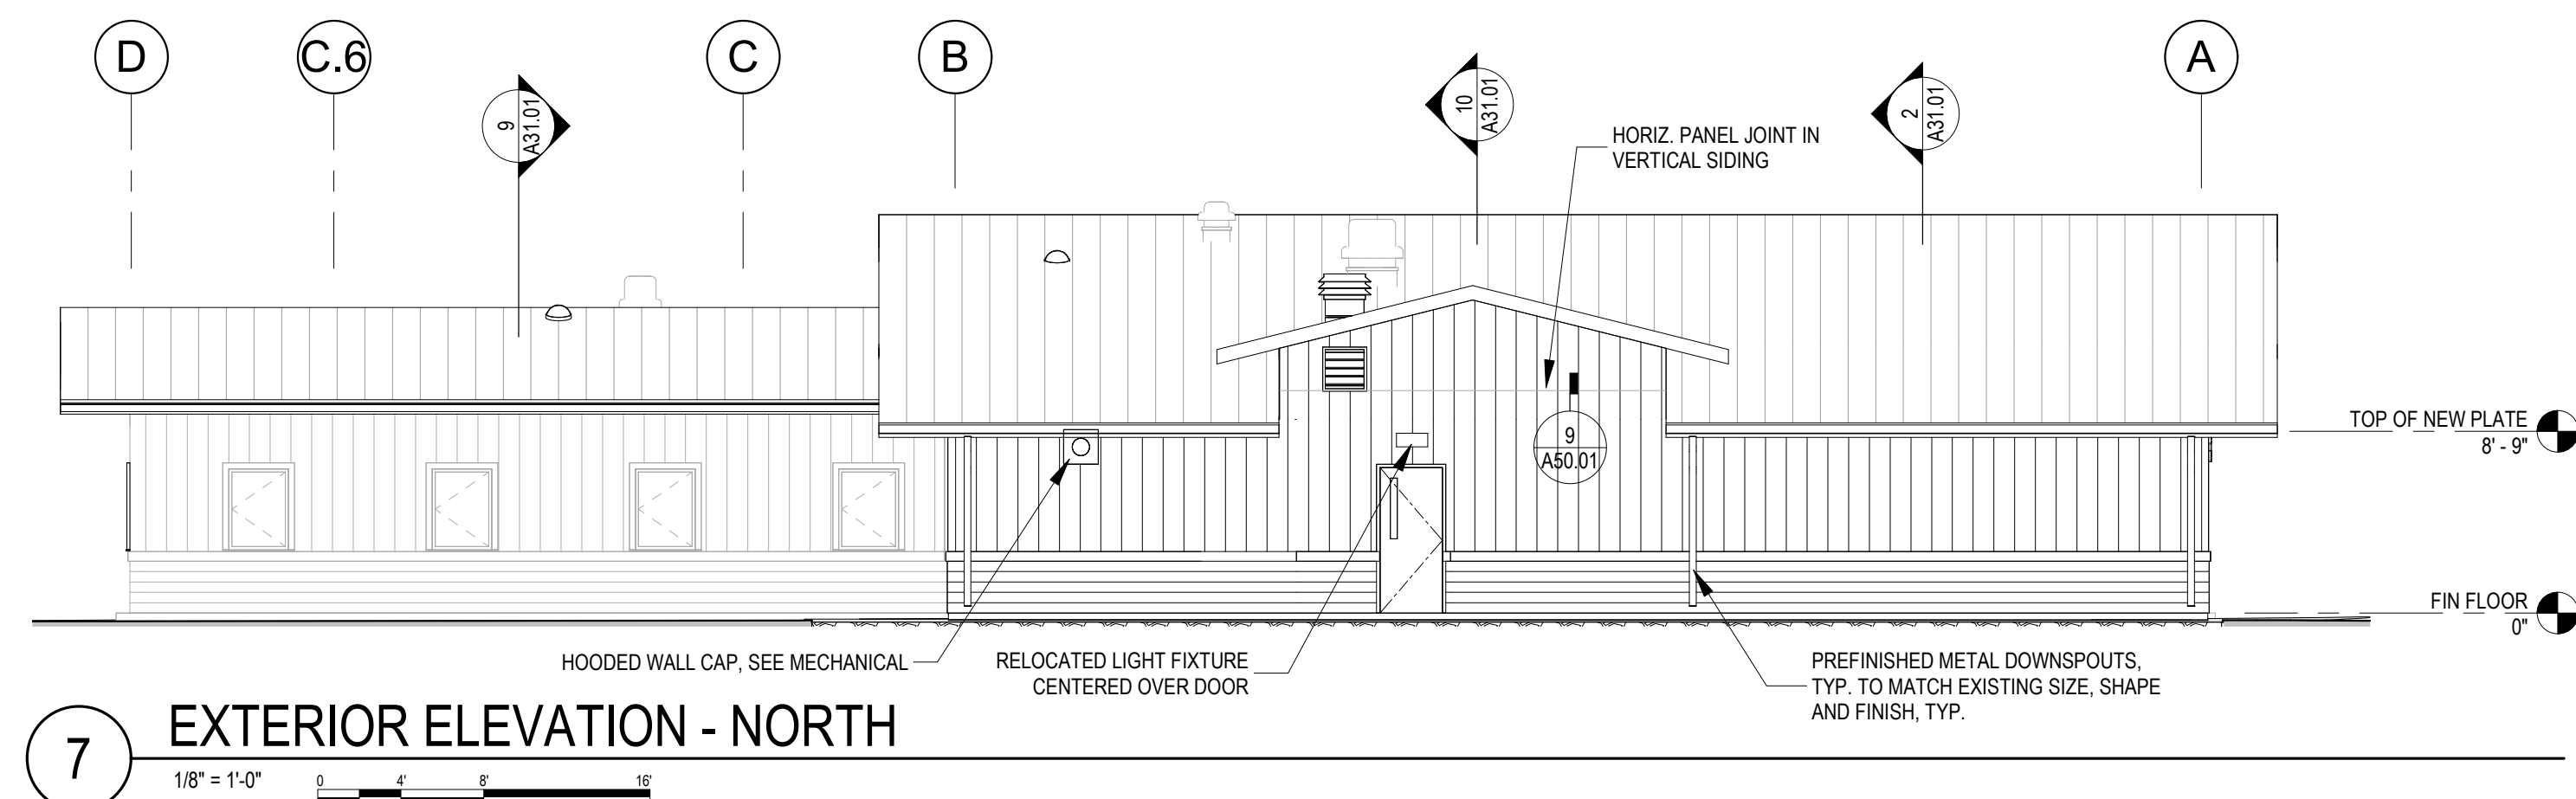 D
C.6
C
B
A
9
A31.01
10
A31.01
2
A31.01
HORIZ. PANEL JOINT IN
VERTICAL SIDING
TOP OF NEW PLATE
8' - 9"
9
A50.01
FIN FLOOR
0"
HOODED WALL CAP, SEE MECHANICAL
RELOCATED LIGHT FIXTURE
CENTERED OVER DOOR
PREFINISHED METAL DOWNSPOUTS,
TYP. TO MATCH EXISTING SIZE, SHAPE
AND FINISH, TYP.
7
EXTERIOR ELEVATION - NORTH
1/8" = 1'-0"
0
4'
8'
16'